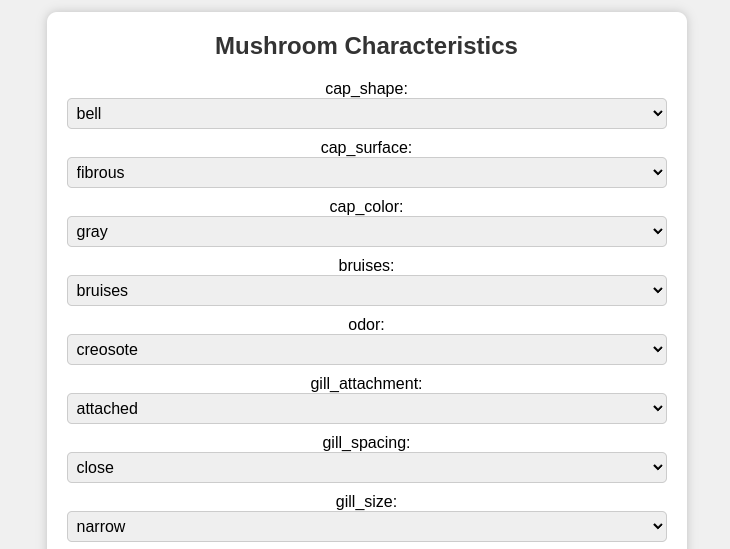 Mushroom Characteristics
cap_shape:
bell
cap_surface:
fibrous
cap_color:
gray
bruises:
bruises
odor:
creosote
gill_attachment:
attached
gill_spacing:
close
gill_size:
narrow